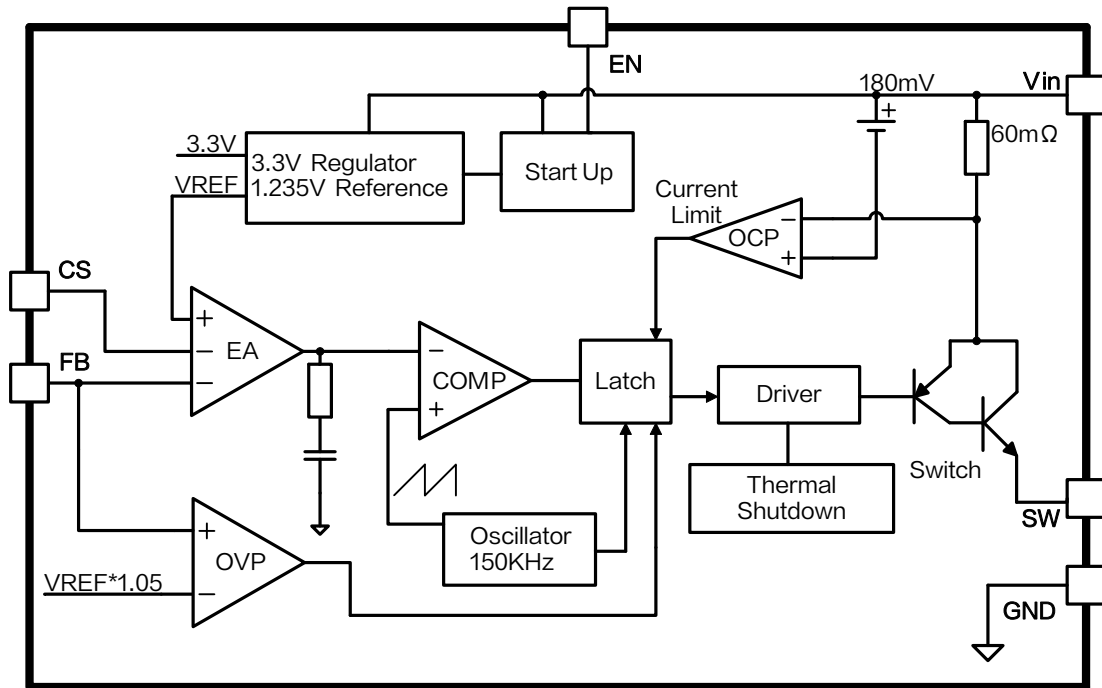 EN
180mV
Vin
+
60mΩ
3.3V
3.3V Regulator
1.235V Reference
VREF
Start Up
Current
Limit
−
OCP
+
CS
+
EA
−
FB
−
−
COMP
+
Latch
Driver
Switch
Thermal
Shutdown
SW
Oscillator
150KHz
+
OVP
VREF*1.05
−
GND